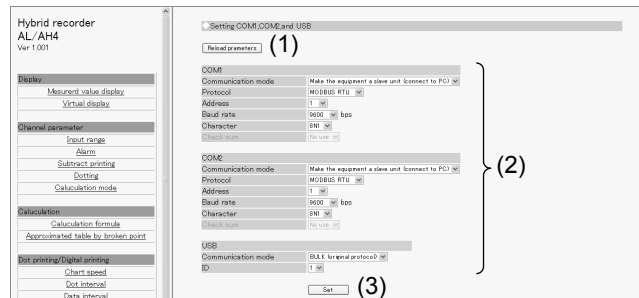 Hybrid recorder
AL/AH4
Ver 1.001
Display
Mesurerd value display
Virtual display
Channel parameter
Input range
Alarm
Subtract printing
Dotting
Caluculation mode
Caluculation
Caluculation formula
Approximated table by broken point
Dot printing/Digital printing
Chart speed
Dot interval
Data interval
Setting COM1,COM2,and USB
Reload prameters (1)
COM1
Communication mode Make the equipment a slave unit (connect to PC)
Protocol MODBUS RTU
Address 1
Baud rate 9600 bps
Character 8N1
Check sum No use
COM2
Communication mode Make the equipment a slave unit (connect to PC)
Protocol MODBUS RTU
Address 1
Baud rate 9600 bps
Character 8N1
Check sum No use
(2)
USB
Communication mode BULK (original protocol)
ID 1
Set (3)